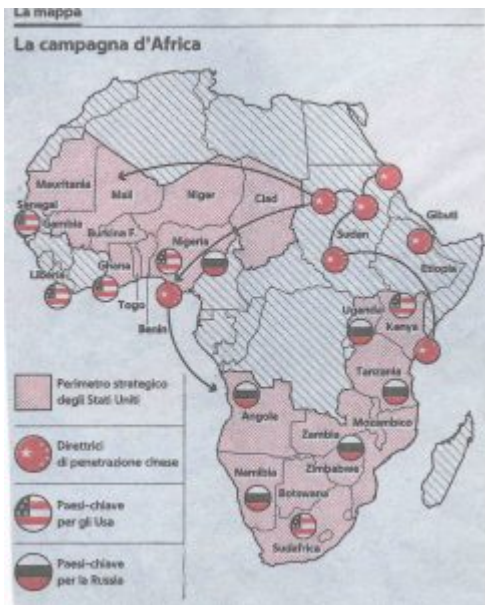 La mappa
La campagna d'Africa
Mauritania
Mali
Niger
Ciad
Senegal
Gambia
Burkina F.
Nigeria
Sudan
Gibuti
Etiopia
Liberia
Ghana
Togo
Benin
Uganda
Kenya
Tanzania
Angola
Mozambico
Zambia
Zimbabwe
Namibia
Botswana
Sudafrica
Perimetro strategico
degli Stati Uniti
Direttrici
di penetrazione cinese
Paesi-chiave
per gli Usa
Paesi-chiave
per la Russia